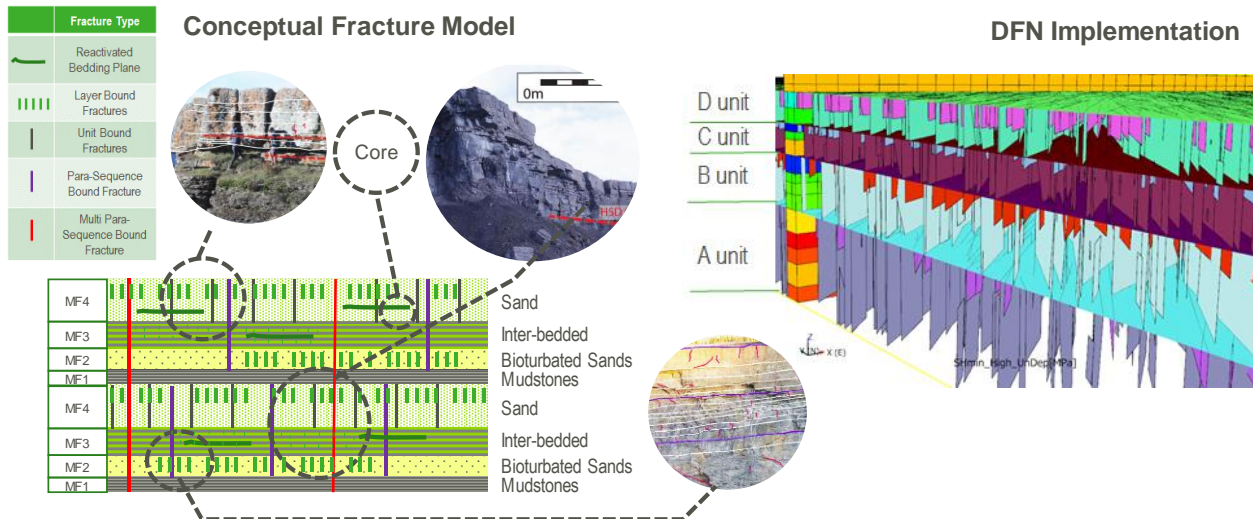 Conceptual Fracture Model
DFN Implementation
Fracture Type
Reactivated
Bedding Plane
Layer Bound
Fractures
Unit Bound
Fractures
Para-Sequence
Bound Fracture
Multi Para-
Sequence Bound
Fracture
Core
0m
H5D
D unit
C unit
B unit
A unit
Z
X (E)
SHmin_High_UnDep[MPa]
MF4
Sand
MF3
Inter-bedded
MF2
Bioturbated Sands
MF1
Mudstones
MF4
Sand
MF3
Inter-bedded
MF2
Bioturbated Sands
MF1
Mudstones